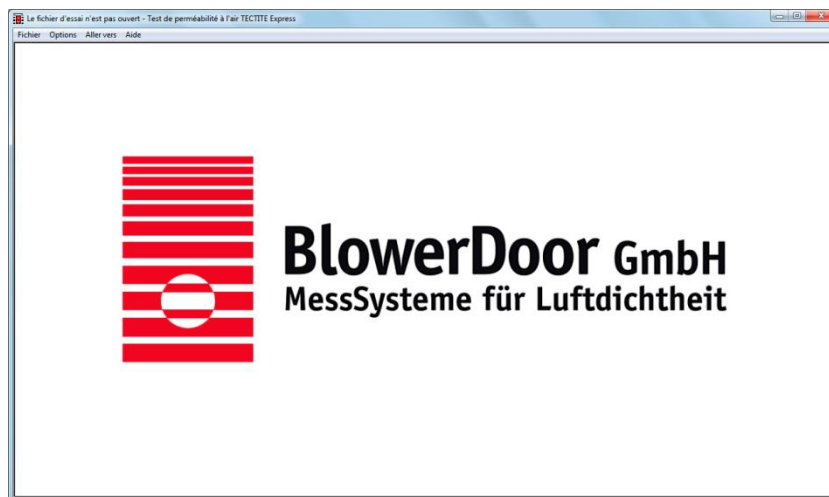 Le fichier d'essai n'est pas ouvert - Test de perméabilité à l'air TECTITE Express
Fichier Options Aller vers Aide
BlowerDoor GmbH
MessSysteme für Luftdichtheit